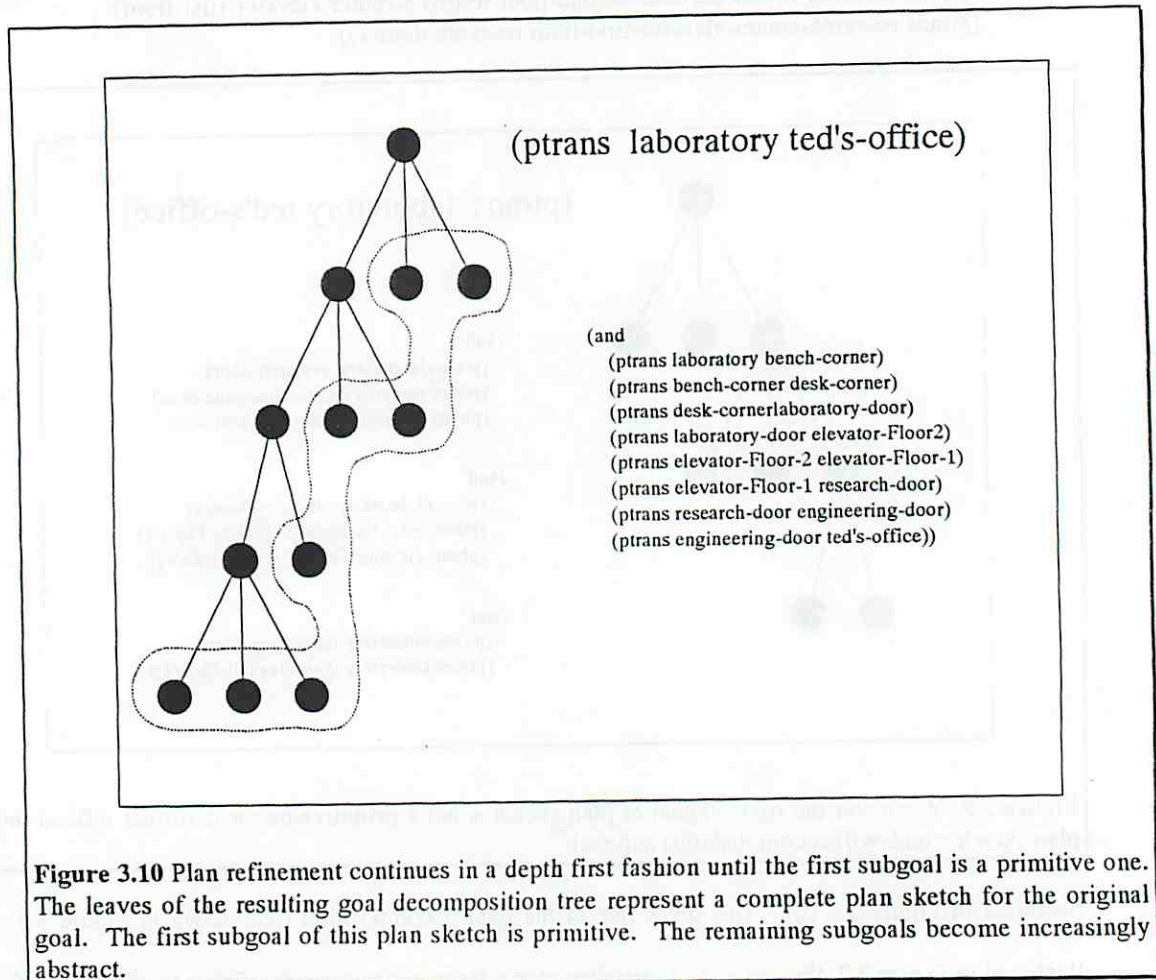 (ptrans laboratory ted's-office)
(and
(ptrans laboratory bench-corner)
(ptrans bench-corner desk-corner)
(ptrans desk-cornerlaboratory-door)
(ptrans laboratory-door elevator-Floor2)
(ptrans elevator-Floor-2 elevator-Floor-1)
(ptrans elevator-Floor-1 research-door)
(ptrans research-door engineering-door)
(ptrans engineering-door ted's-office))
Figure 3.10 Plan refinement continues in a depth first fashion until the first subgoal is a primitive one.
The leaves of the resulting goal decomposition tree represent a complete plan sketch for the original
goal. The first subgoal of this plan sketch is primitive. The remaining subgoals become increasingly
abstract.